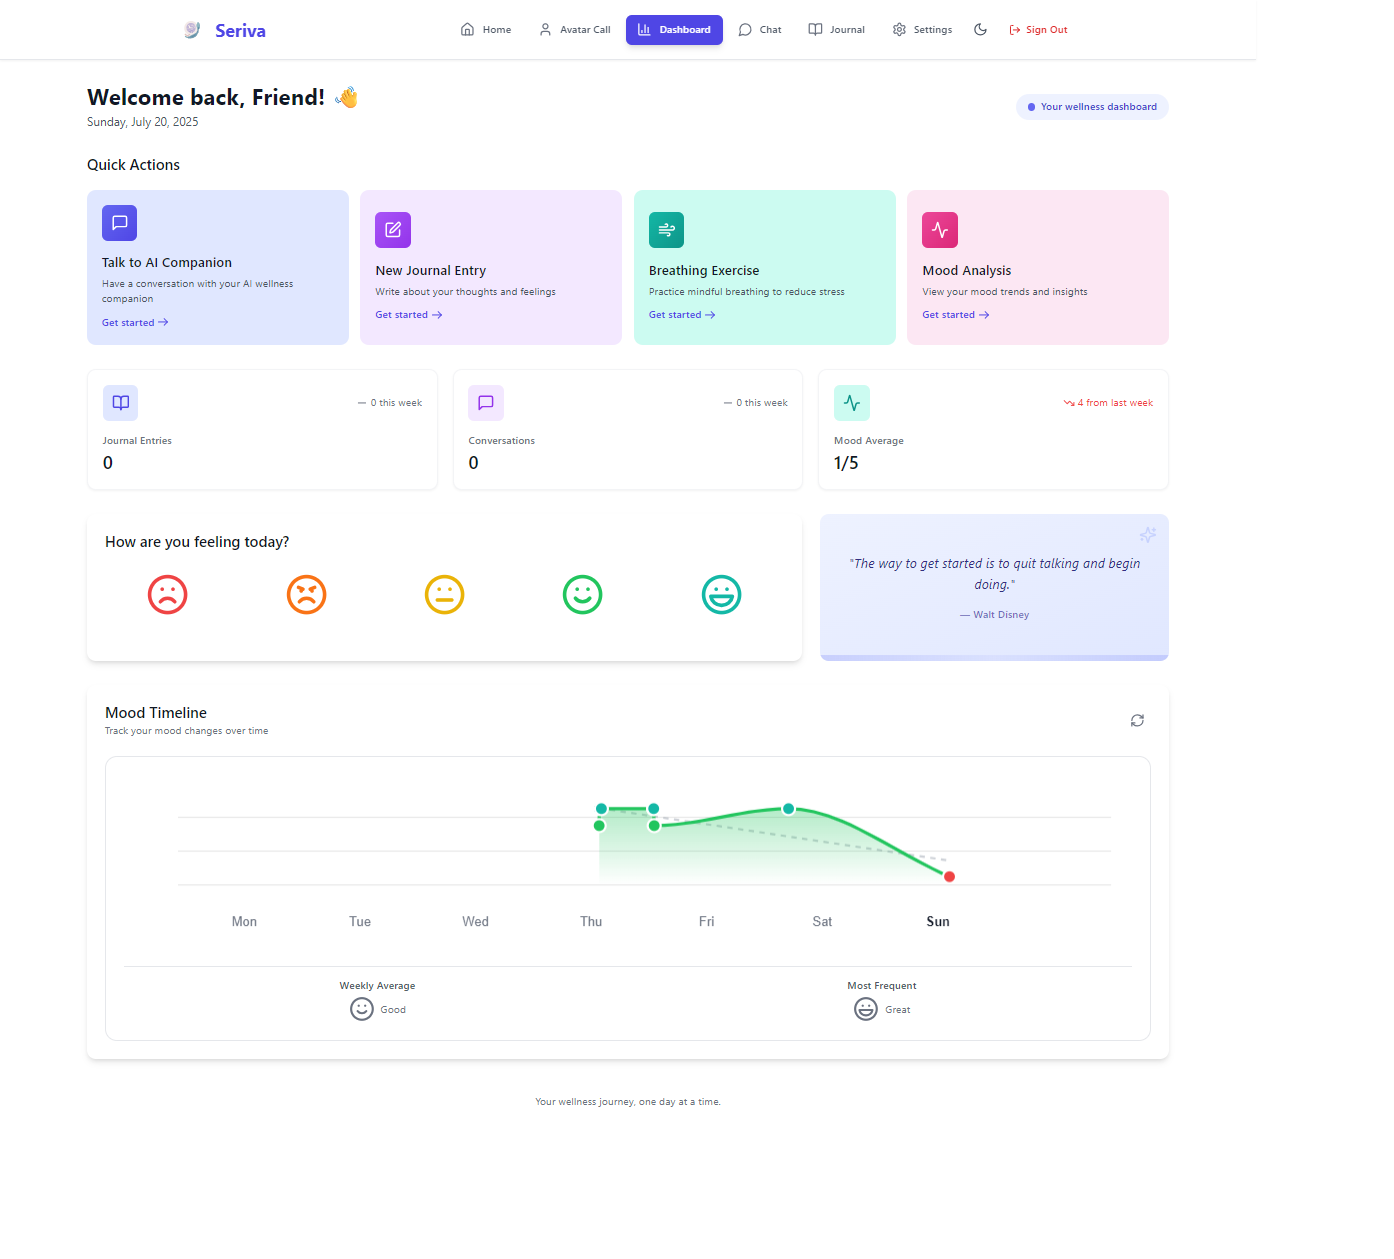 Seriva
Home
Avatar Call
Dashboard
Chat
Journal
Settings
Sign Out
Welcome back, Friend! 👋
Sunday, July 20, 2025
Your wellness dashboard
Quick Actions
Talk to AI Companion
Have a conversation with your AI wellness
companion
Get started →
New Journal Entry
Write about your thoughts and feelings
Get started →
Breathing Exercise
Practice mindful breathing to reduce stress
Get started →
Mood Analysis
View your mood trends and insights
Get started →
— 0 this week
Journal Entries
0
— 0 this week
Conversations
0
4 from last week
Mood Average
1/5
How are you feeling today?
"The way to get started is to quit talking and begin
doing."
— Walt Disney
Mood Timeline
Track your mood changes over time
Mon
Tue
Wed
Thu
Fri
Sat
Sun
Weekly Average
Good
Most Frequent
Great
Your wellness journey, one day at a time.